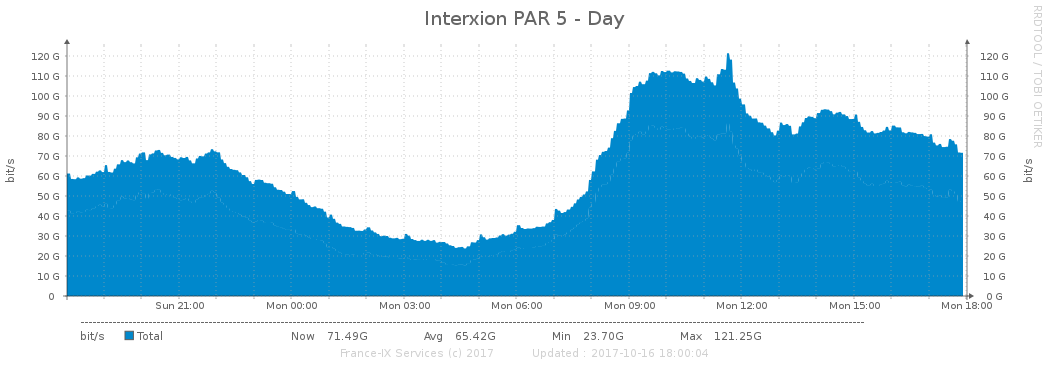 Interxion PAR 5 - Day
RRDTOOL / TOBI OETIKER
bit/s
120 G
110 G
100 G
90 G
80 G
70 G
60 G
50 G
40 G
30 G
20 G
10 G
0
120 G
110 G
100 G
90 G
80 G
70 G
60 G
50 G
40 G
30 G
20 G
10 G
0 G
bit/s
Sun 21:00 Mon 00:00 Mon 03:00 Mon 06:00 Mon 09:00 Mon 12:00 Mon 15:00 Mon 18:00
bit/s Total Now 71.49G Avg 65.42G Min 23.70G Max 121.25G
France-IX Services (c) 2017 Updated : 2017-10-16 18:00:04